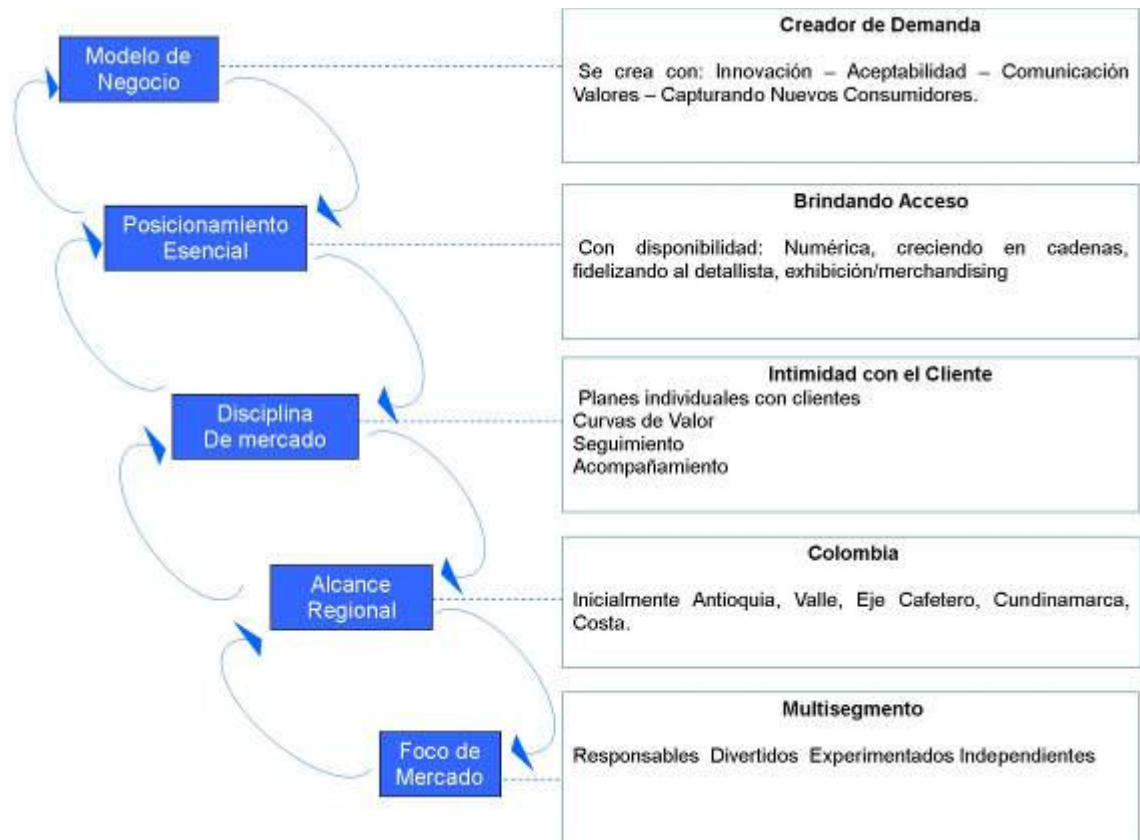 Modelo de
Negocio
Creador de Demanda
Se crea con: Innovación – Aceptabilidad – Comunicación
Valores – Capturando Nuevos Consumidores.
Posicionamiento
Esencial
Brindando Acceso
Con disponibilidad: Numérica, creciendo en cadenas,
fidelizando al detallista, exhibición/merchandising
Disciplina
De mercado
Intimidad con el Cliente
Planes individuales con clientes
Curvas de Valor
Seguimiento
Acompañamiento
Alcance
Regional
Colombia
Inicialmente Antioquia, Valle, Eje Cafetero, Cundinamarca,
Costa.
Foco de
Mercado
Multisegmento
Responsables Divertidos Experimentados Independientes